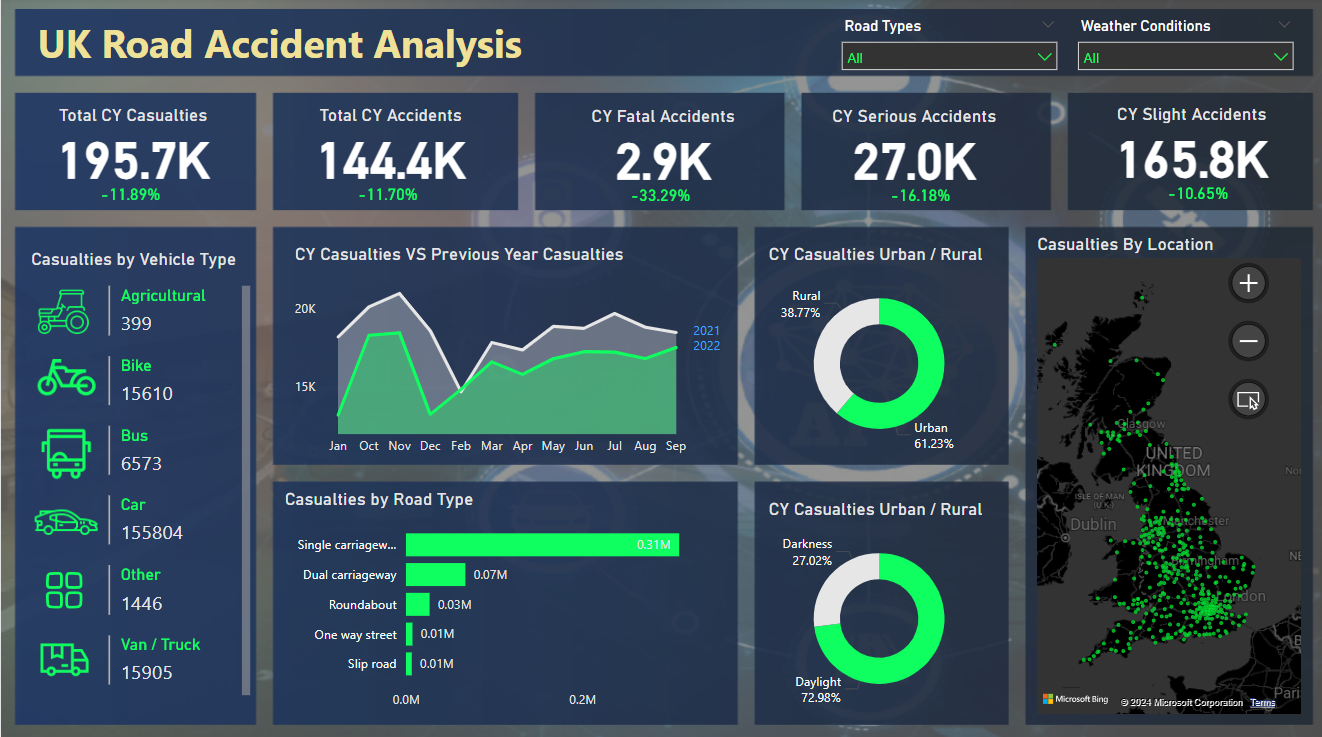 UK Road Accident Analysis
Road Types
All
Weather Conditions
All
Total CY Casualties
195.7K
-11.89%
Total CY Accidents
144.4K
-11.70%
CY Fatal Accidents
2.9K
-33.29%
CY Serious Accidents
27.0K
-16.18%
CY Slight Accidents
165.8K
-10.65%
Casualties by Vehicle Type
Agricultural
399
Bike
15610
Bus
6573
Car
155804
Other
1446
Van / Truck
15905
CY Casualties VS Previous Year Casualties
20K
15K
2021
2022
Jan Oct Nov Dec Feb Mar Apr May Jun Jul Aug Sep
Casualties by Road Type
Single carriagew... 0.31M
Dual carriageway 0.07M
Roundabout 0.03M
One way street 0.01M
Slip road 0.01M
0.0M 0.2M
CY Casualties Urban / Rural
Rural
38.77%
Urban
61.23%
CY Casualties Urban / Rural
Darkness
27.02%
Daylight
72.98%
Casualties By Location
Glasgow
UNITED
KINGDOM
No
ISLE OF MAN
(U.K.)
Dublin
Manchester
NE
Birmingham
London
B
Paris
Microsoft Bing
© 2024 Microsoft Corporation Terms